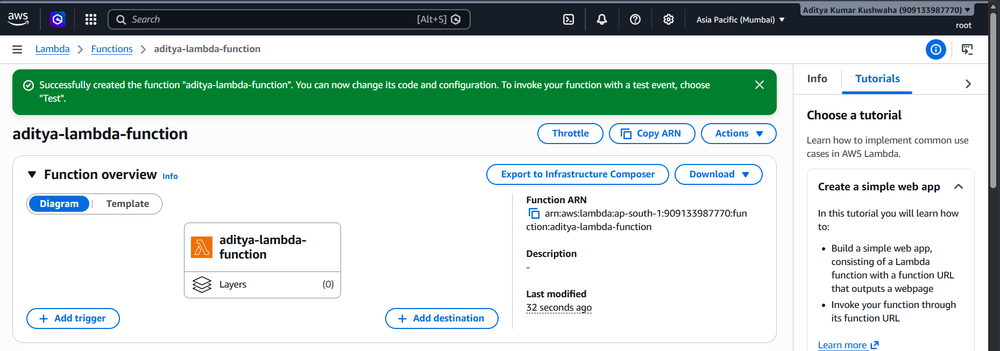 aws
Search
[Alt+S]
Asia Pacific (Mumbai)
Aditya Kumar Kushwaha (909133987770)
root
Lambda
Functions
aditya-lambda-function
Successfully created the function "aditya-lambda-function". You can now change its code and configuration. To invoke your function with a test event, choose
"Test".
aditya-lambda-function
Throttle
Copy ARN
Actions
Function overview
Info
Export to Infrastructure Composer
Download
Diagram
Template
aditya-lambda-
function
Layers
(0)
Add trigger
Add destination
Function ARN
arn:aws:lambda:ap-south-1:909133987770:fun
ction:aditya-lambda-function
Description
-
Last modified
32 seconds ago
Info
Tutorials
Choose a tutorial
Learn how to implement common use
cases in AWS Lambda.
Create a simple web app
In this tutorial you will learn how
to:
• Build a simple web app,
consisting of a Lambda
function with a function URL
that outputs a webpage
• Invoke your function through
its function URL
Learn more